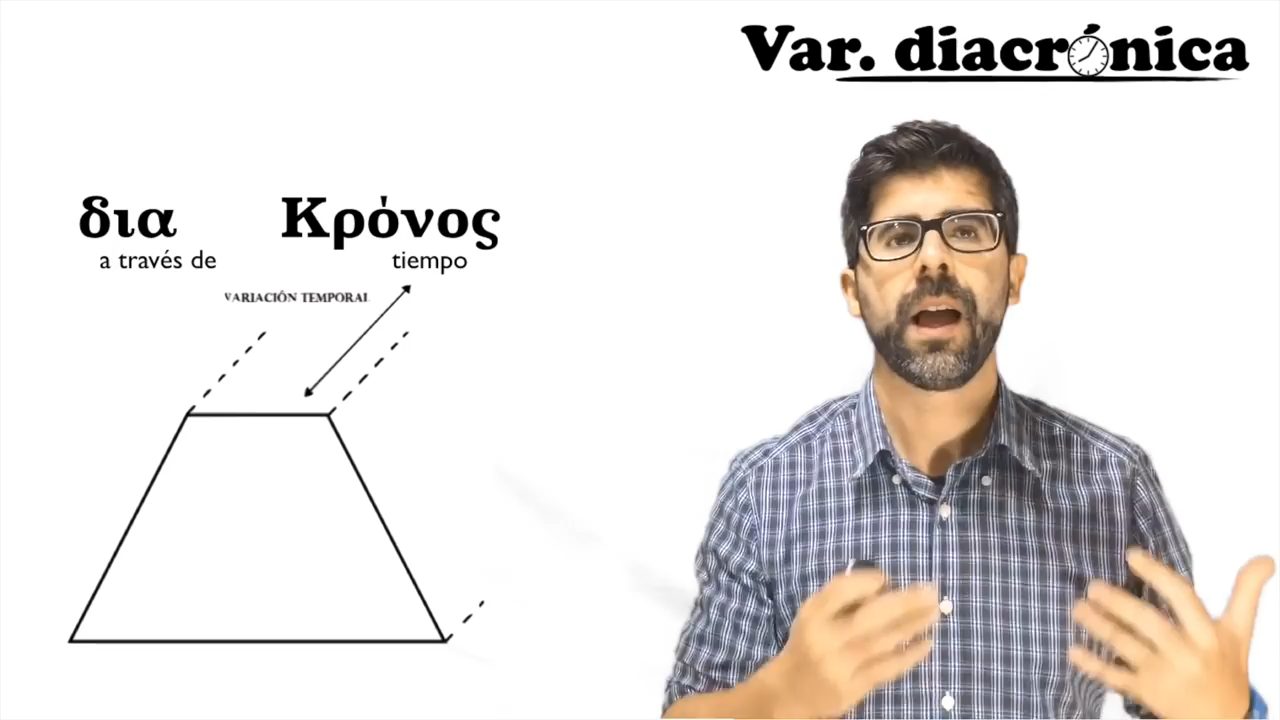 Var. diacrónica
δια Κρόνος
a través de tiempo
VARIACIÓN TEMPORAL